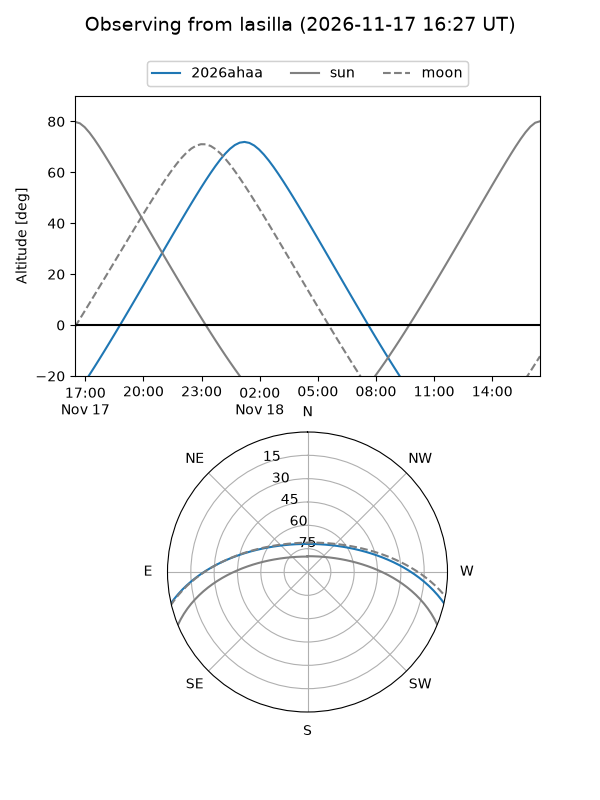 Observing from lasilla (2026-11-17 16:27 UT)
2026ahaa sun moon
80
60
40
20
0
−20
Altitude [deg]
17:00 20:00 23:00 02:00 05:00 08:00 11:00 14:00
Nov 17 Nov 18
N
NE NW
15
30
45
60
75
E W
SE SW
S